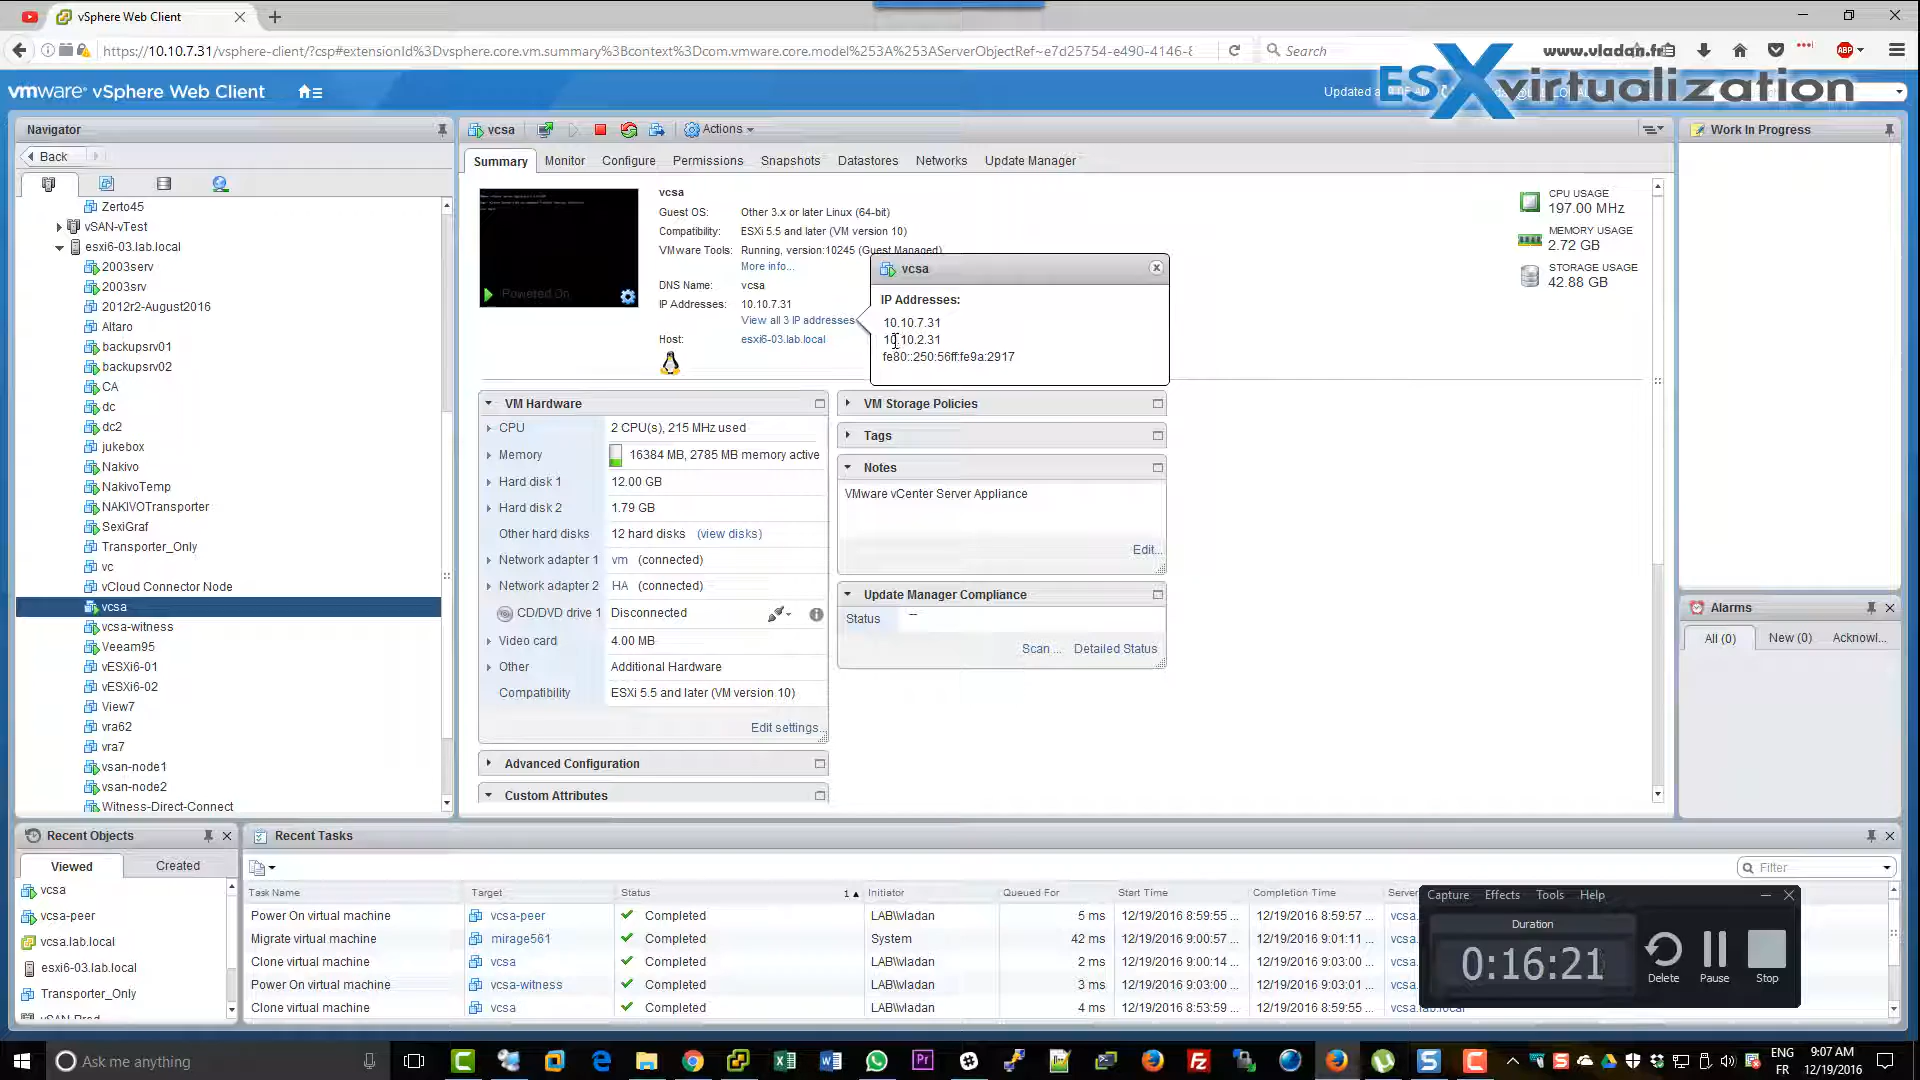 vSphere Web Client
https://10.10.7.31/vsphere-client/?csp#extensionId%3Dvsphere.core.vm.summary%3Bcontext%3Dcom.vmware.core.model%253A%253AServerObjectRef~e7d25754-e490-4146-8
Search
www.vladan.fr
ABP
ESXvirtualization
vmware® vSphere Web Client
Navigator
Back
Zerto45
vSAN-vTest
esxi6-03.lab.local
2003serv
2003srv
2012r2-August2016
Altaro
backupsrv01
backupsrv02
CA
dc
dc2
jukebox
Nakivo
NakivoTemp
NAKIVOTransporter
SexiGraf
Transporter_Only
vc
vCloud Connector Node
vcsa
vcsa-witness
Veeam95
vESXi6-01
vESXi6-02
View7
vra62
vra7
vsan-node1
vsan-node2
Witness-Direct-Connect
vcsa
Actions
Summary Monitor Configure Permissions Snapshots Datastores Networks Update Manager
Powered On
vcsa
Guest OS: Other 3.x or later Linux (64-bit)
Compatibility: ESXi 5.5 and later (VM version 10)
VMware Tools: Running, version:10245 (Guest Managed)
More info...
DNS Name: vcsa
IP Addresses: 10.10.7.31
View all 3 IP addresses
Host: esxi6-03.lab.local
vcsa
IP Addresses:
10.10.7.31
10.10.2.31
fe80::250:56ff:fe9a:2917
CPU USAGE
197.00 MHz
MEMORY USAGE
2.72 GB
STORAGE USAGE
42.88 GB
VM Hardware
CPU 2 CPU(s), 215 MHz used
Memory 16384 MB, 2785 MB memory active
Hard disk 1 12.00 GB
Hard disk 2 1.79 GB
Other hard disks 12 hard disks (view disks)
Network adapter 1 vm (connected)
Network adapter 2 HA (connected)
CD/DVD drive 1 Disconnected
Video card 4.00 MB
Other Additional Hardware
Compatibility ESXi 5.5 and later (VM version 10)
Edit settings...
Advanced Configuration
Custom Attributes
VM Storage Policies
Tags
Notes
VMware vCenter Server Appliance
Edit...
Update Manager Compliance
Status —
Scan ... Detailed Status
Work In Progress
Alarms
All (0) New (0) Acknowl...
Recent Objects
Viewed Created
vcsa
vcsa-peer
vcsa.lab.local
esxi6-03.lab.local
Transporter_Only
Recent Tasks
Filter
Task Name Target Status 1 Initiator Queued For Start Time Completion Time Server
Power On virtual machine vcsa-peer Completed LAB\\vladan 5 ms 12/19/2016 8:59:55 ... 12/19/2016 8:59:57 ... vcsa.
Migrate virtual machine mirage561 Completed System 42 ms 12/19/2016 9:00:57 ... 12/19/2016 9:01:11 ... vcsa.
Clone virtual machine vcsa Completed LAB\\vladan 2 ms 12/19/2016 9:00:14 ... 12/19/2016 9:03:00 ... vcsa.
Power On virtual machine vcsa-witness Completed LAB\\vladan 3 ms 12/19/2016 9:03:00 ... 12/19/2016 9:03:01 ... vcsa.
Clone virtual machine vcsa Completed LAB\\vladan 4 ms 12/19/2016 8:53:59 ... 12/19/2016 8:59:55 ... vcsa.
Capture Effects Tools Help
Duration
0:16:21
Delete Pause Stop
Ask me anything
ENG
FR
9:07 AM
12/19/2016